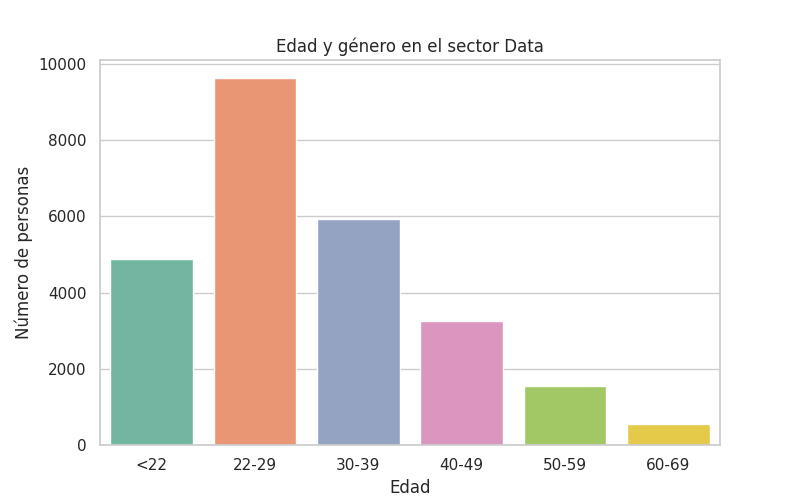 Edad y género en el sector Data
10000
8000
6000
4000
2000
0
Número de personas
<22 22-29 30-39 40-49 50-59 60-69
Edad